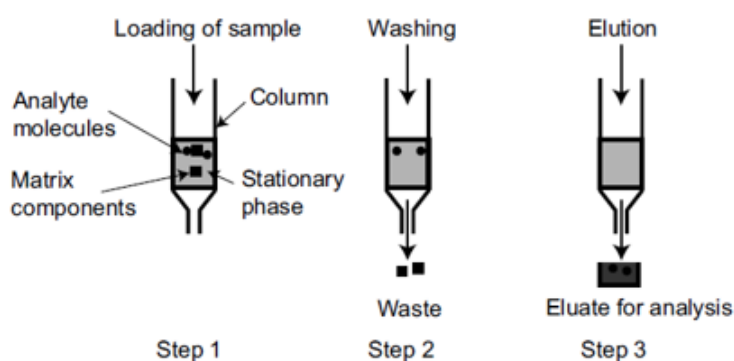 Loading of sample
Washing
Elution
Analyte
molecules
Column
Matrix
components
Stationary
phase
Waste
Eluate for analysis
Step 1
Step 2
Step 3